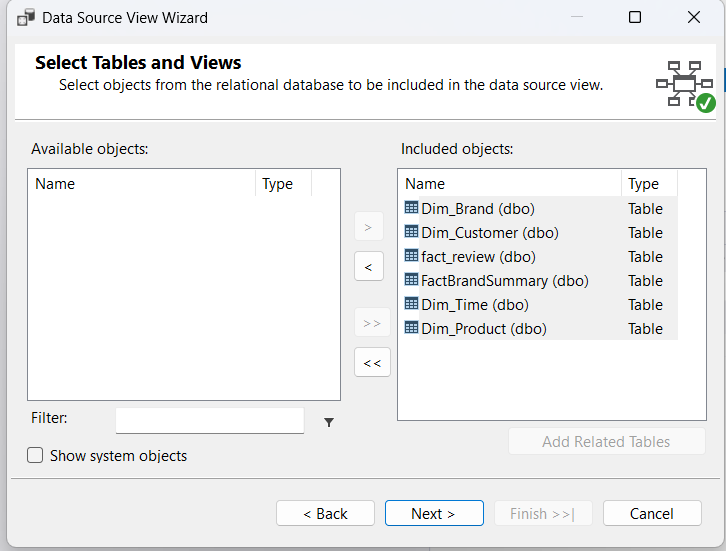 Data Source View Wizard
Select Tables and Views
Select objects from the relational database to be included in the data source view.
Available objects:
Name Type
Included objects:
Name Type
Dim_Brand (dbo) Table
Dim_Customer (dbo) Table
fact_review (dbo) Table
FactBrandSummary (dbo) Table
Dim_Time (dbo) Table
Dim_Product (dbo) Table
>
<
>>
<<
Filter:
Show system objects
Add Related Tables
< Back Next > Finish >>| Cancel